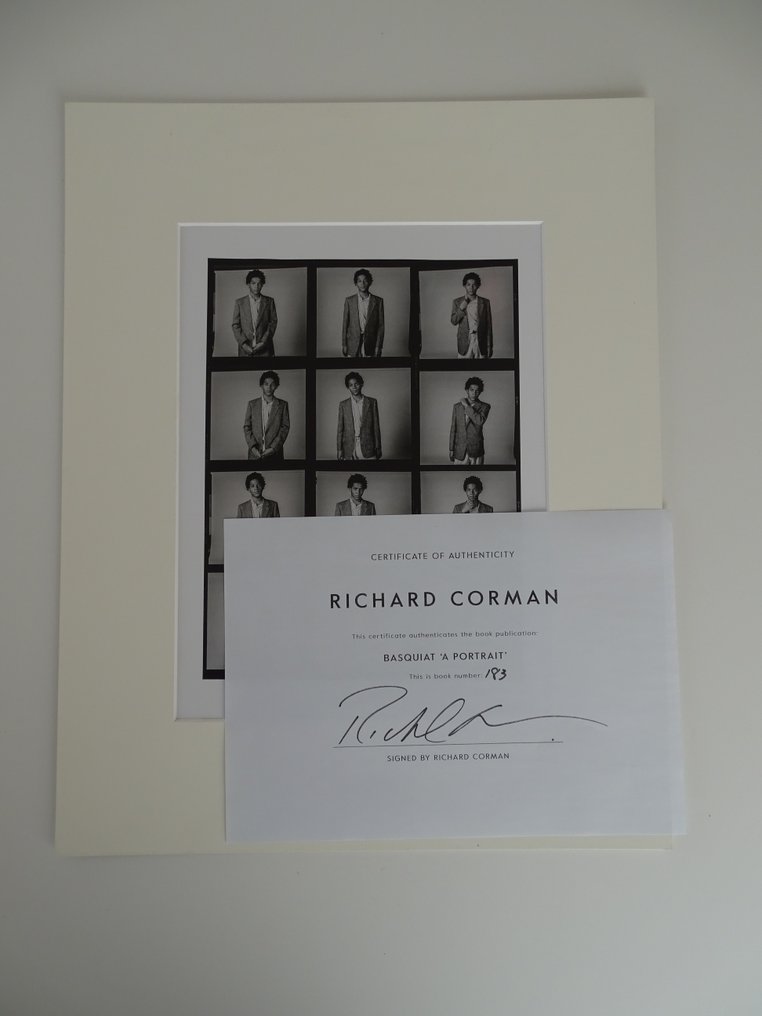 CERTIFICATE OF AUTHENTICITY
RICHARD CORMAN
This certificate authenticates the book publication:
BASQUIAT 'A PORTRAIT'
This is book number: 183
SIGNED BY RICHARD CORMAN